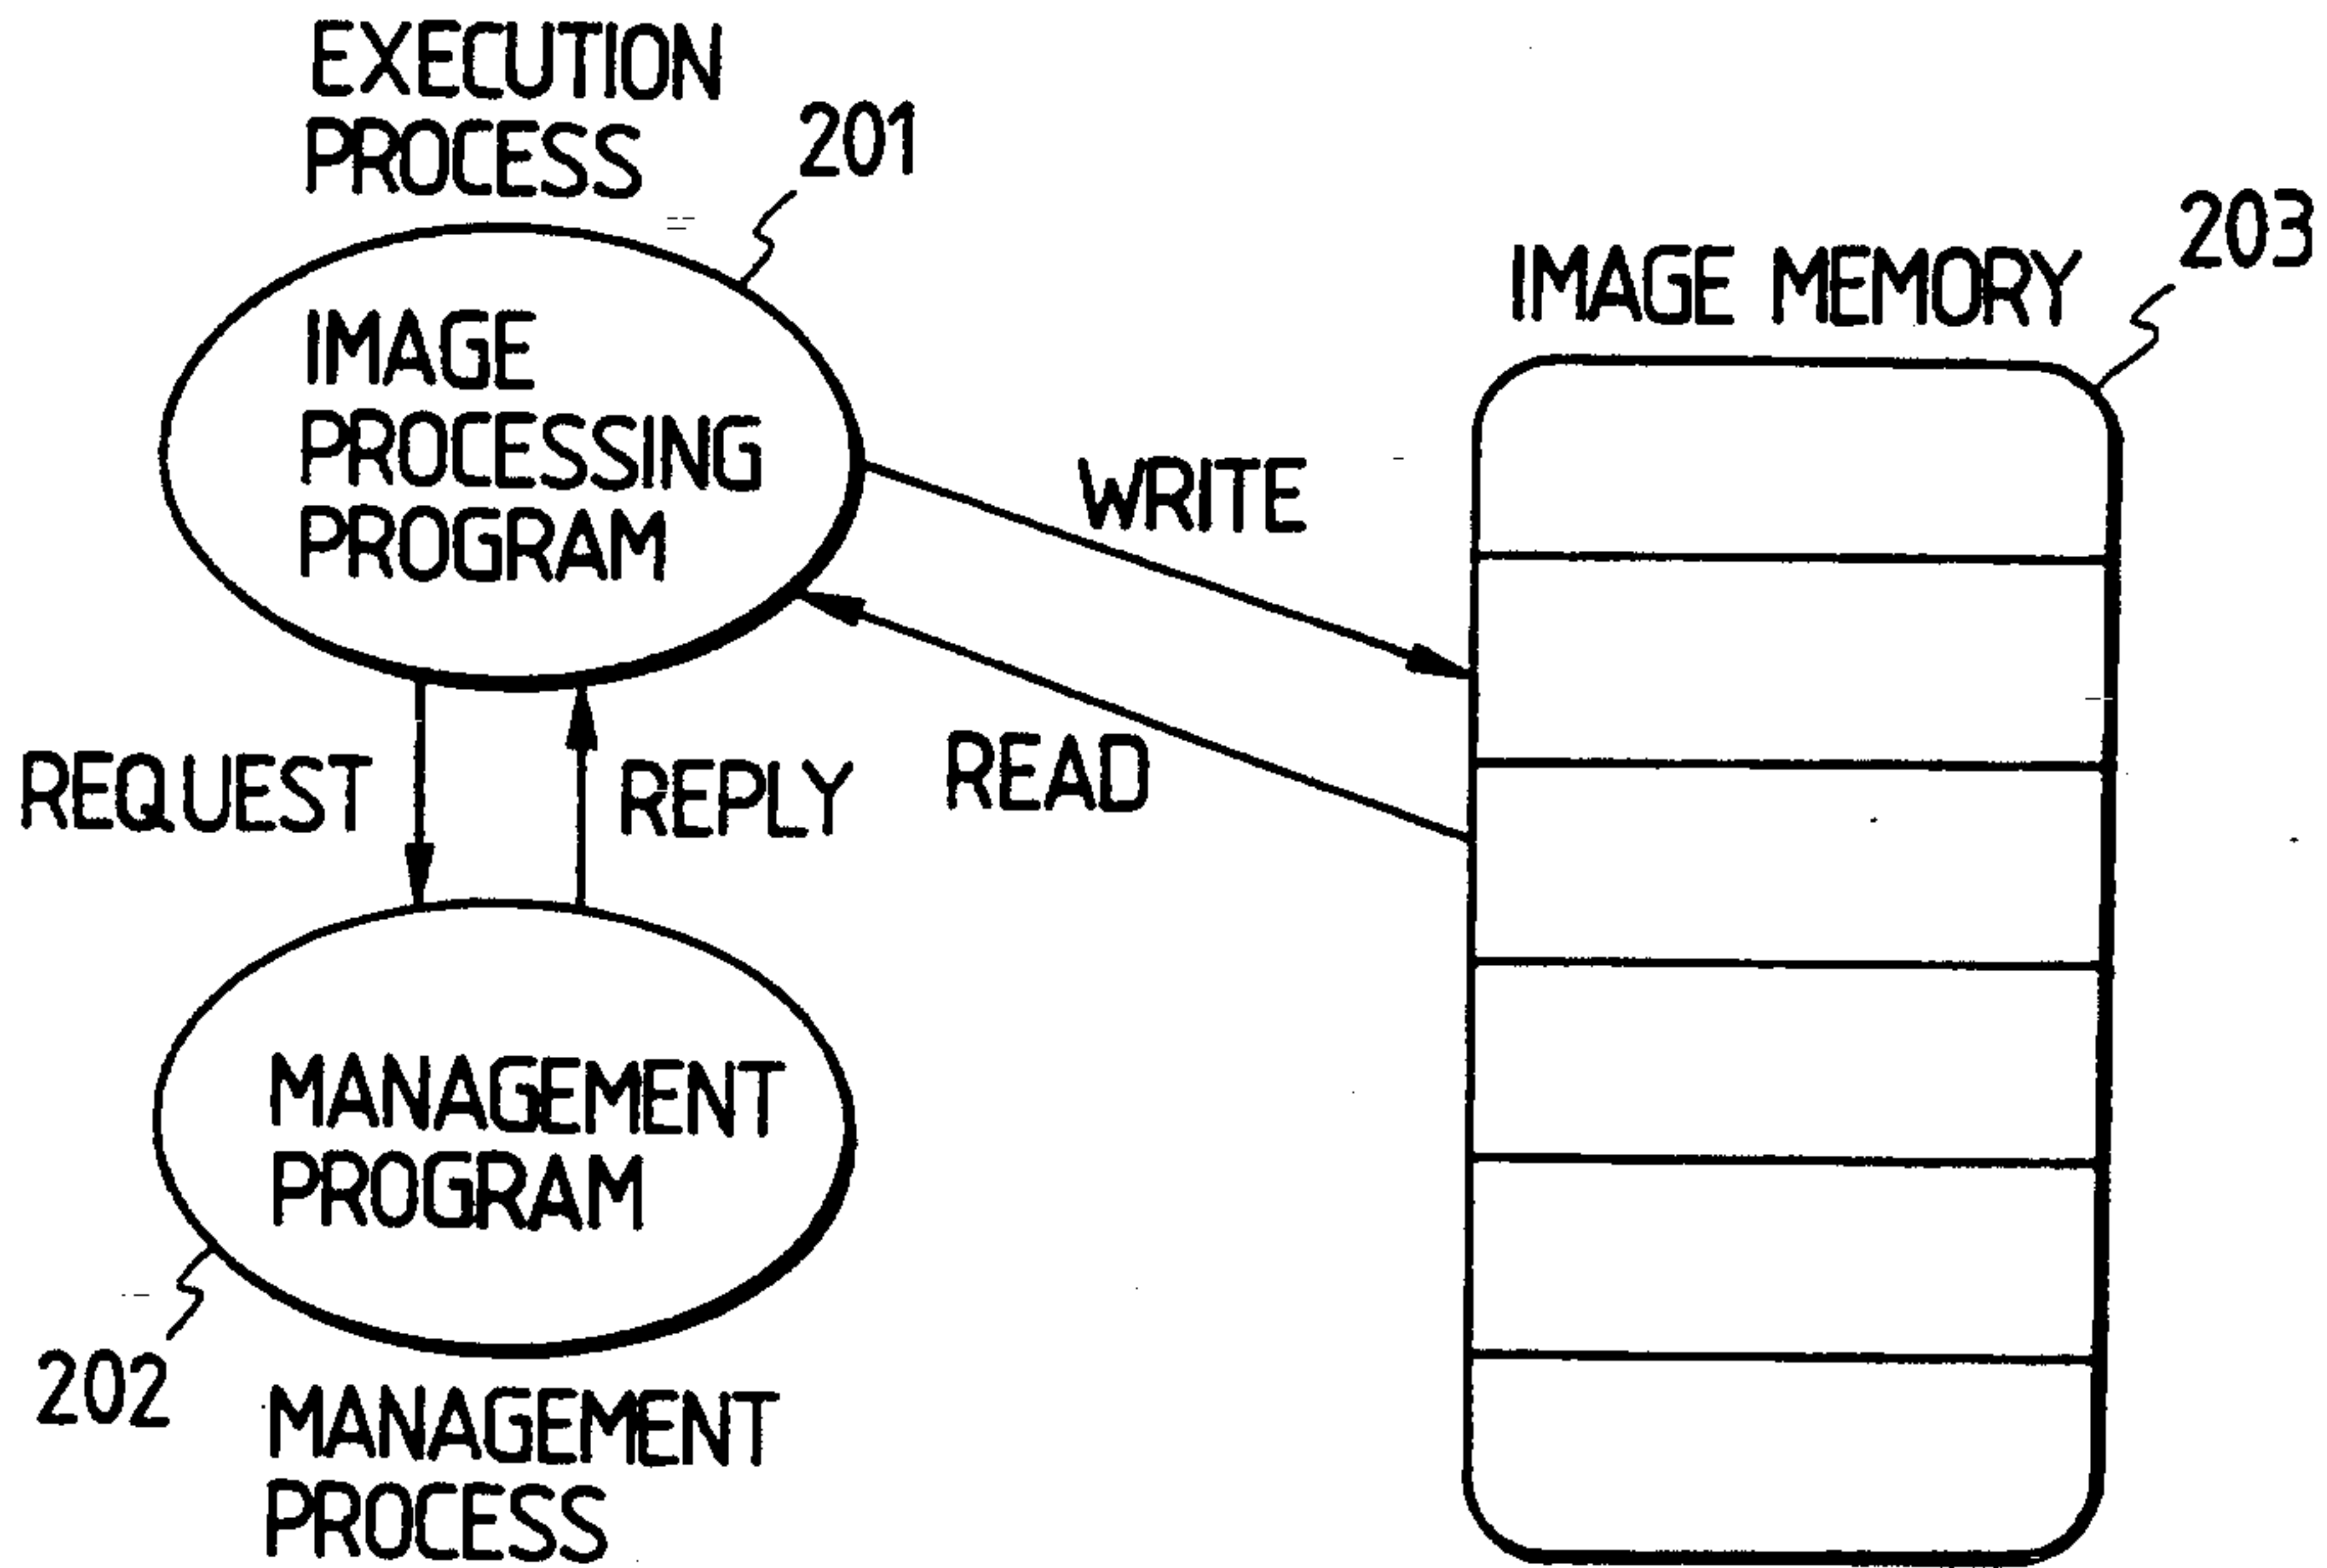 EXECUTION
PROCESS
201
IMAGE
PROCESSING
PROGRAM
203
IMAGE MEMORY
WRITE
READ
REQUEST
REPLY
MANAGEMENT
PROGRAM
202
MANAGEMENT
PROCESS